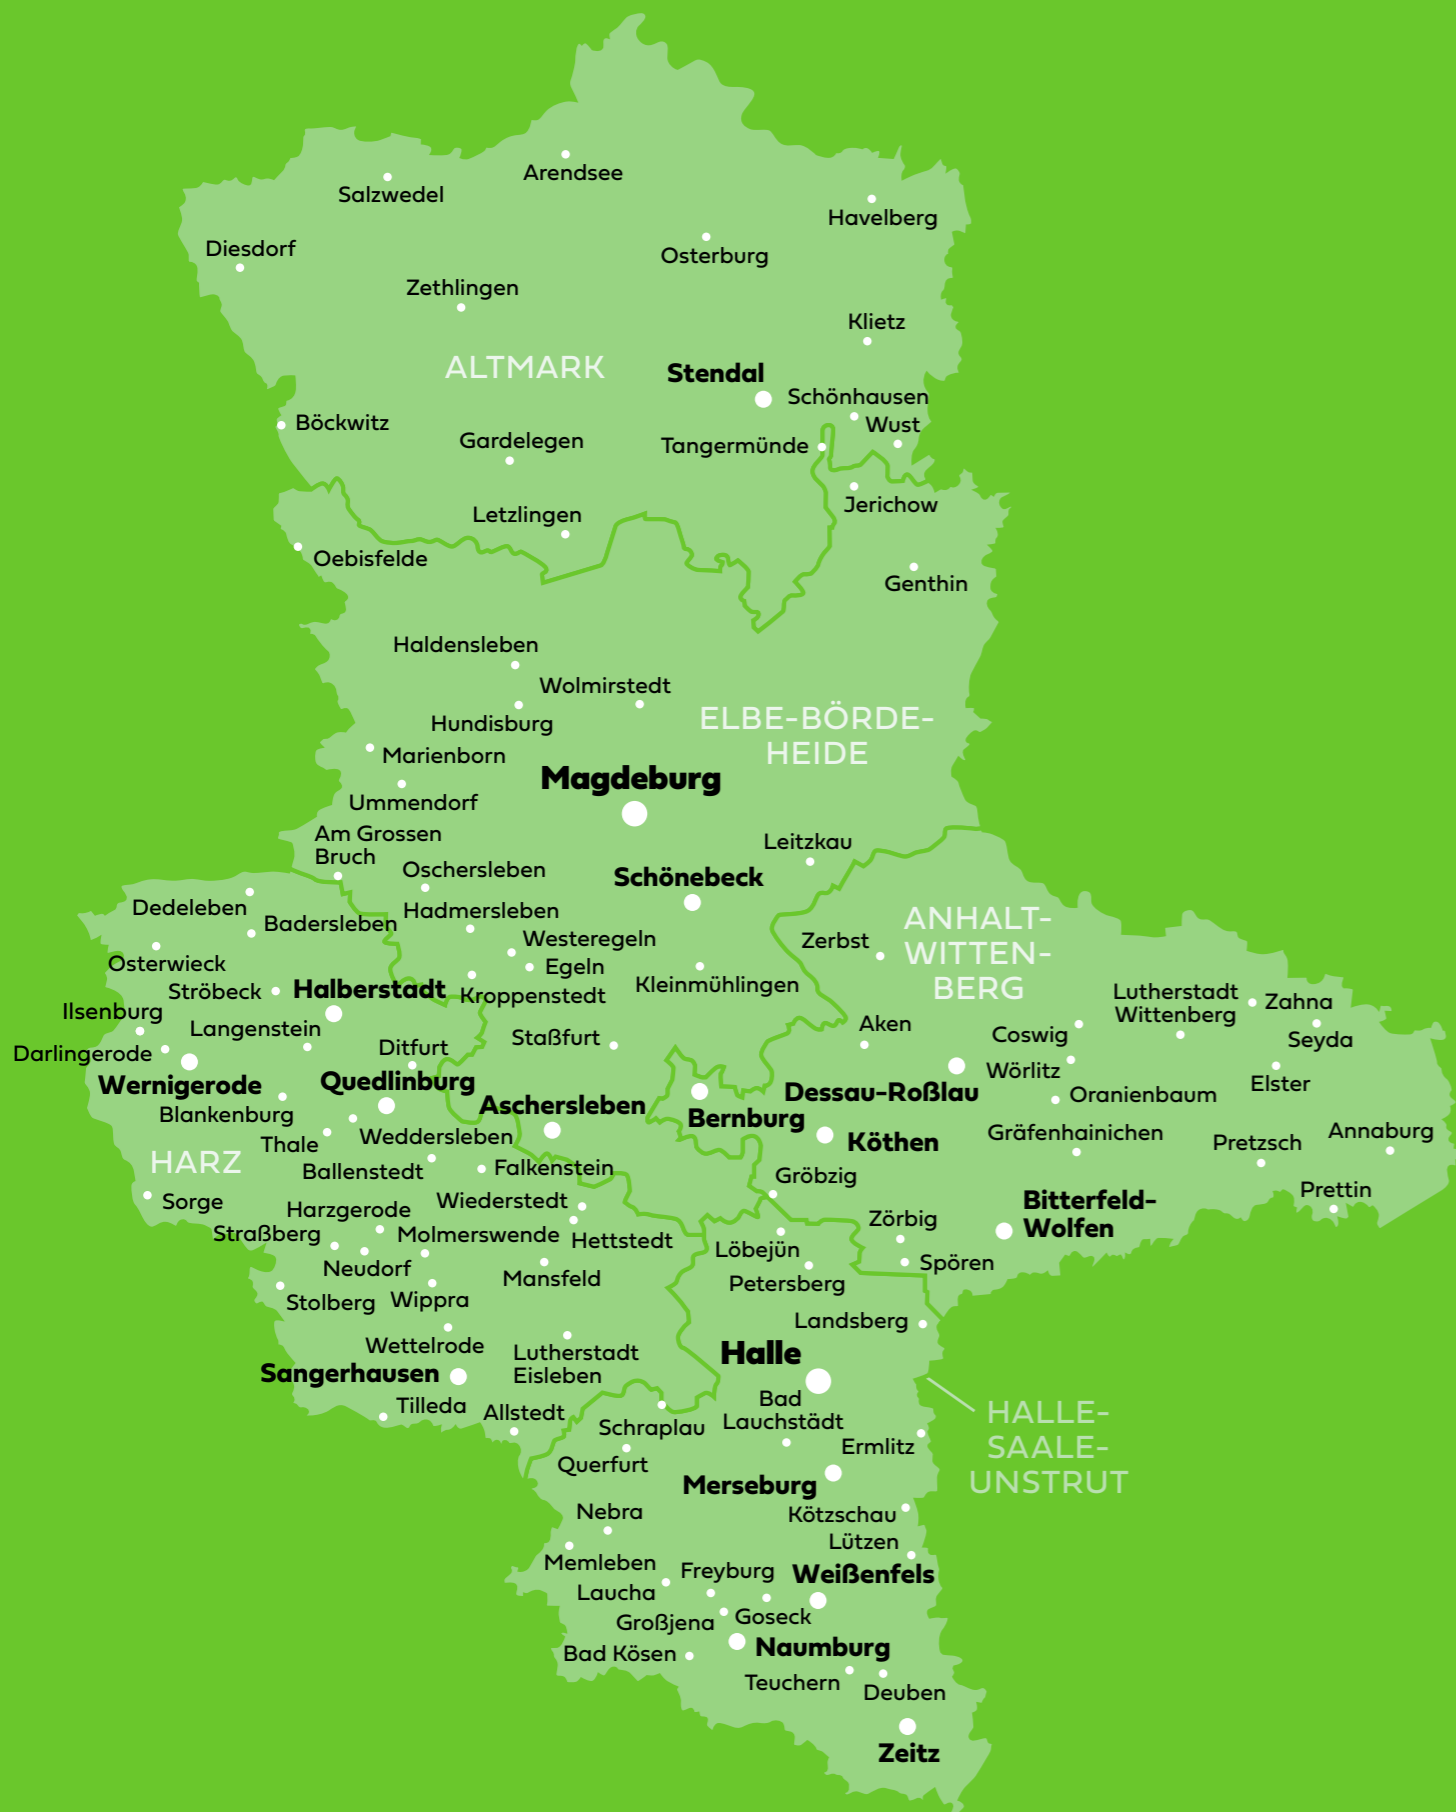 Arendsee
Salzwedel
Havelberg
Diesdorf
Osterburg
Zethlingen
Klietz
ALTMARK
Stendal
Schönhausen
Böckwitz
Wust
Gardelegen
Tangermünde
Jerichow
Letzlingen
Oebisfelde
Genthin
Haldensleben
Wolmirstedt
Hundisburg
ELBE-BÖRDE-
HEIDE
Marienborn
Magdeburg
Ummendorf
Am Grossen
Bruch
Leitzkau
Oschersleben
Schönebeck
Dedeleben
Badersleben
Hadmersleben
ANHALT-
WITTEN-
BERG
Westeregeln
Zerbst
Osterwieck
Egeln
Kleinmühlingen
Ströbeck
Halberstadt
Kroppenstedt
Lutherstadt
Wittenberg
Zahna
Ilsenburg
Langenstein
Staßfurt
Aken
Coswig
Seyda
Darlingerode
Ditfurt
Wörlitz
Wernigerode
Quedlinburg
Elster
Dessau-Roßlau
Oranienbaum
Blankenburg
Aschersleben
Bernburg
Thale
Weddersleben
Köthen
Gräfenhainichen
Pretzsch
Annaburg
HARZ
Ballenstedt
Falkenstein
Gröbzig
Prettin
Sorge
Harzgerode
Wiederstedt
Bitterfeld-
Wolfen
Straßberg
Molmerswende
Hettstedt
Zörbig
Löbejün
Neudorf
Mansfeld
Spören
Petersberg
Stolberg
Wippra
Landsberg
Wettelrode
Lutherstadt
Eisleben
Halle
Sangerhausen
Tilleda
Allstedt
Bad
Lauchstädt
HALLE-
SAALE-
UNSTRUT
Schraplau
Ermlitz
Querfurt
Merseburg
Nebra
Kötzschau
Lützen
Memleben
Freyburg
Weißenfels
Laucha
Großjena
Goseck
Bad Kösen
Naumburg
Teuchern
Deuben
Zeitz